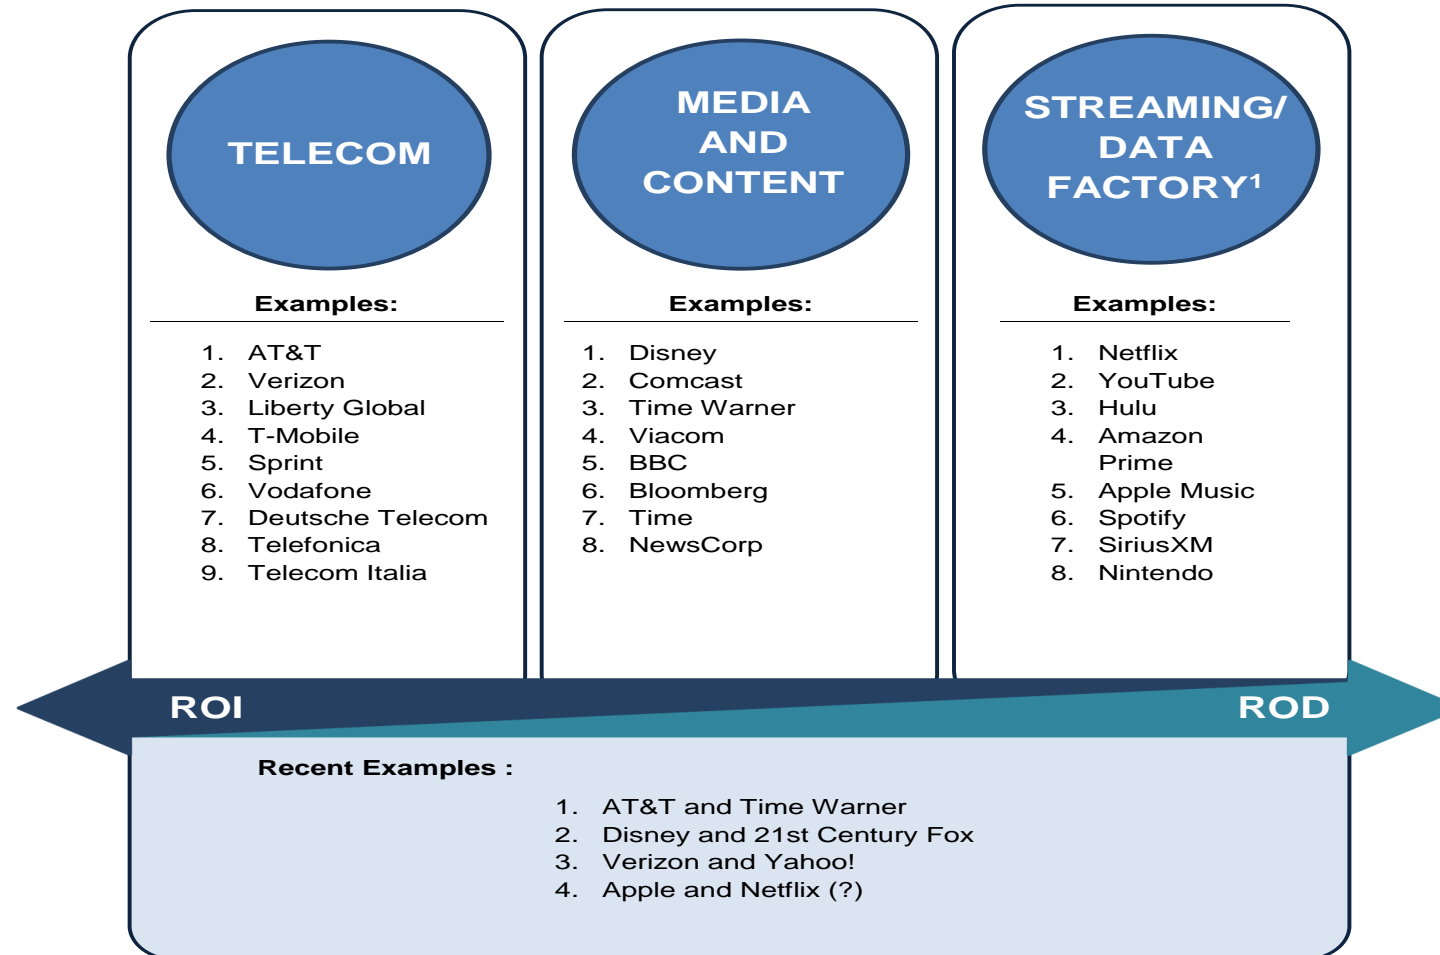 TELECOM
Examples:
1. AT&T
2. Verizon
3. Liberty Global
4. T-Mobile
5. Sprint
6. Vodafone
7. Deutsche Telecom
8. Telefonica
9. Telecom Italia
MEDIA
AND
CONTENT
Examples:
1. Disney
2. Comcast
3. Time Warner
4. Viacom
5. BBC
6. Bloomberg
7. Time
8. NewsCorp
STREAMING/
DATA
FACTORY¹
Examples:
1. Netflix
2. YouTube
3. Hulu
4. Amazon
Prime
5. Apple Music
6. Spotify
7. SiriusXM
8. Nintendo
ROI
ROD
Recent Examples :
1. AT&T and Time Warner
2. Disney and 21st Century Fox
3. Verizon and Yahoo!
4. Apple and Netflix (?)